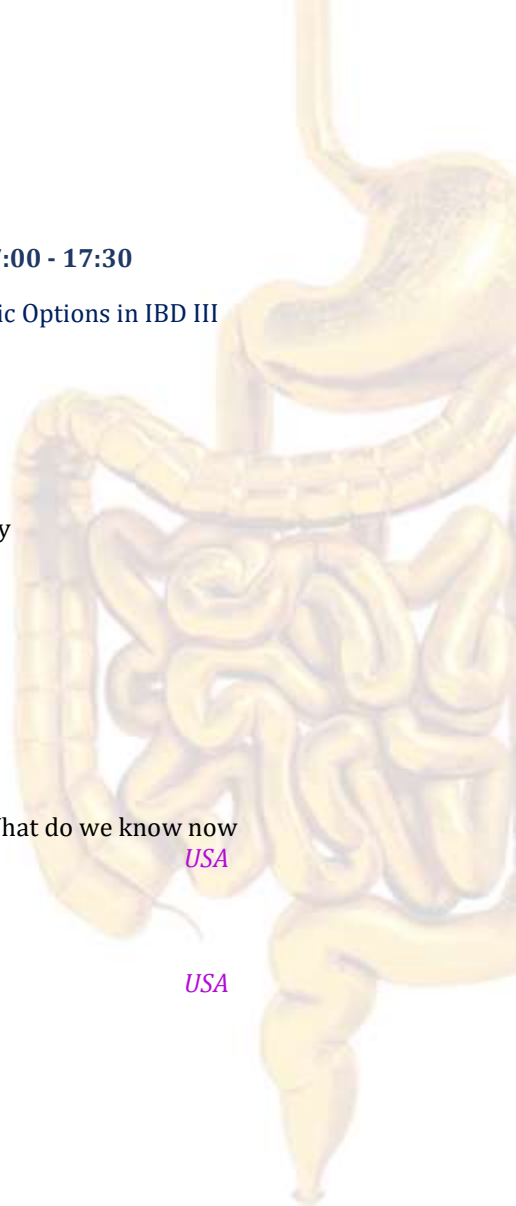 :00 - 17:30
ic Options in IBD III
y
hat do we know now
USA
USA